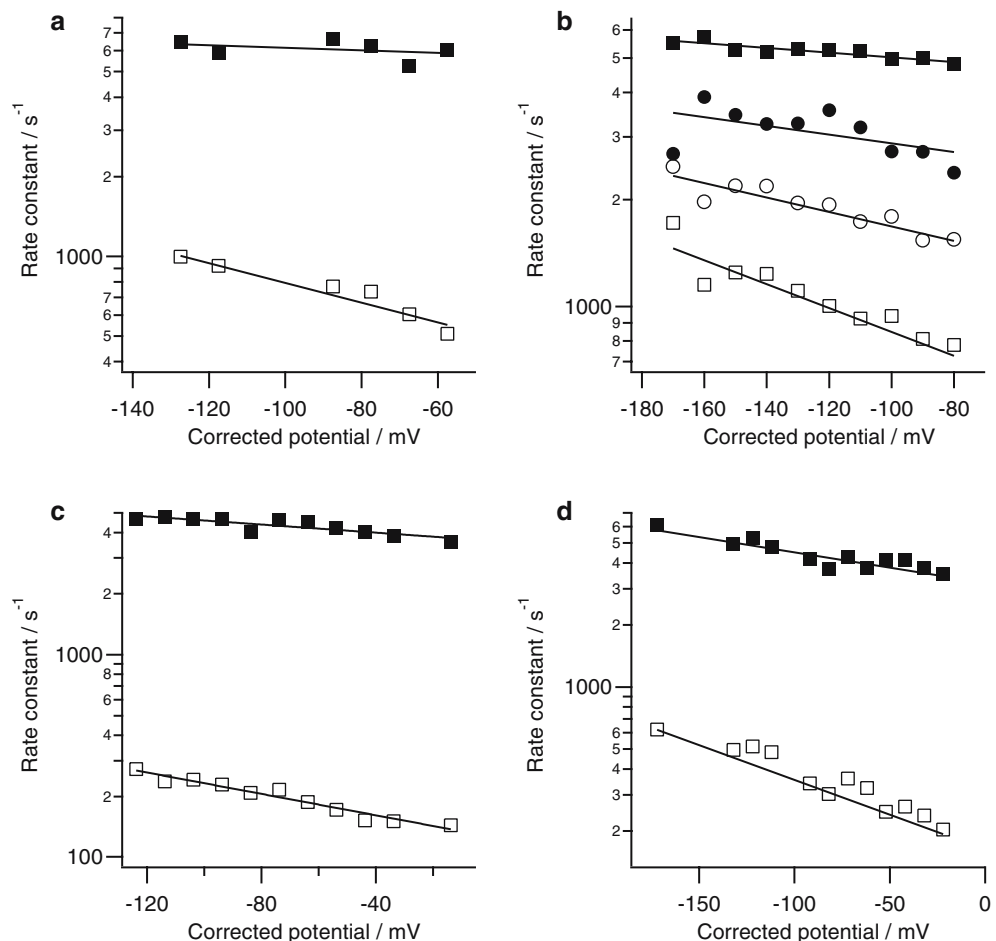 a
Rate constant / s⁻¹
7
6
5
4
3
2
1000
9
8
7
6
5
4
-140 -120 -100 -80 -60
Corrected potential / mV
b
Rate constant / s⁻¹
6
5
4
3
2
1000
9
8
7
-180 -160 -140 -120 -100 -80
Corrected potential / mV
c
Rate constant / s⁻¹
4
2
1000
8
6
4
2
100
-120 -80 -40
Corrected potential / mV
d
Rate constant / s⁻¹
6
5
4
3
2
1000
6
5
4
3
2
-150 -100 -50 0
Corrected potential / mV